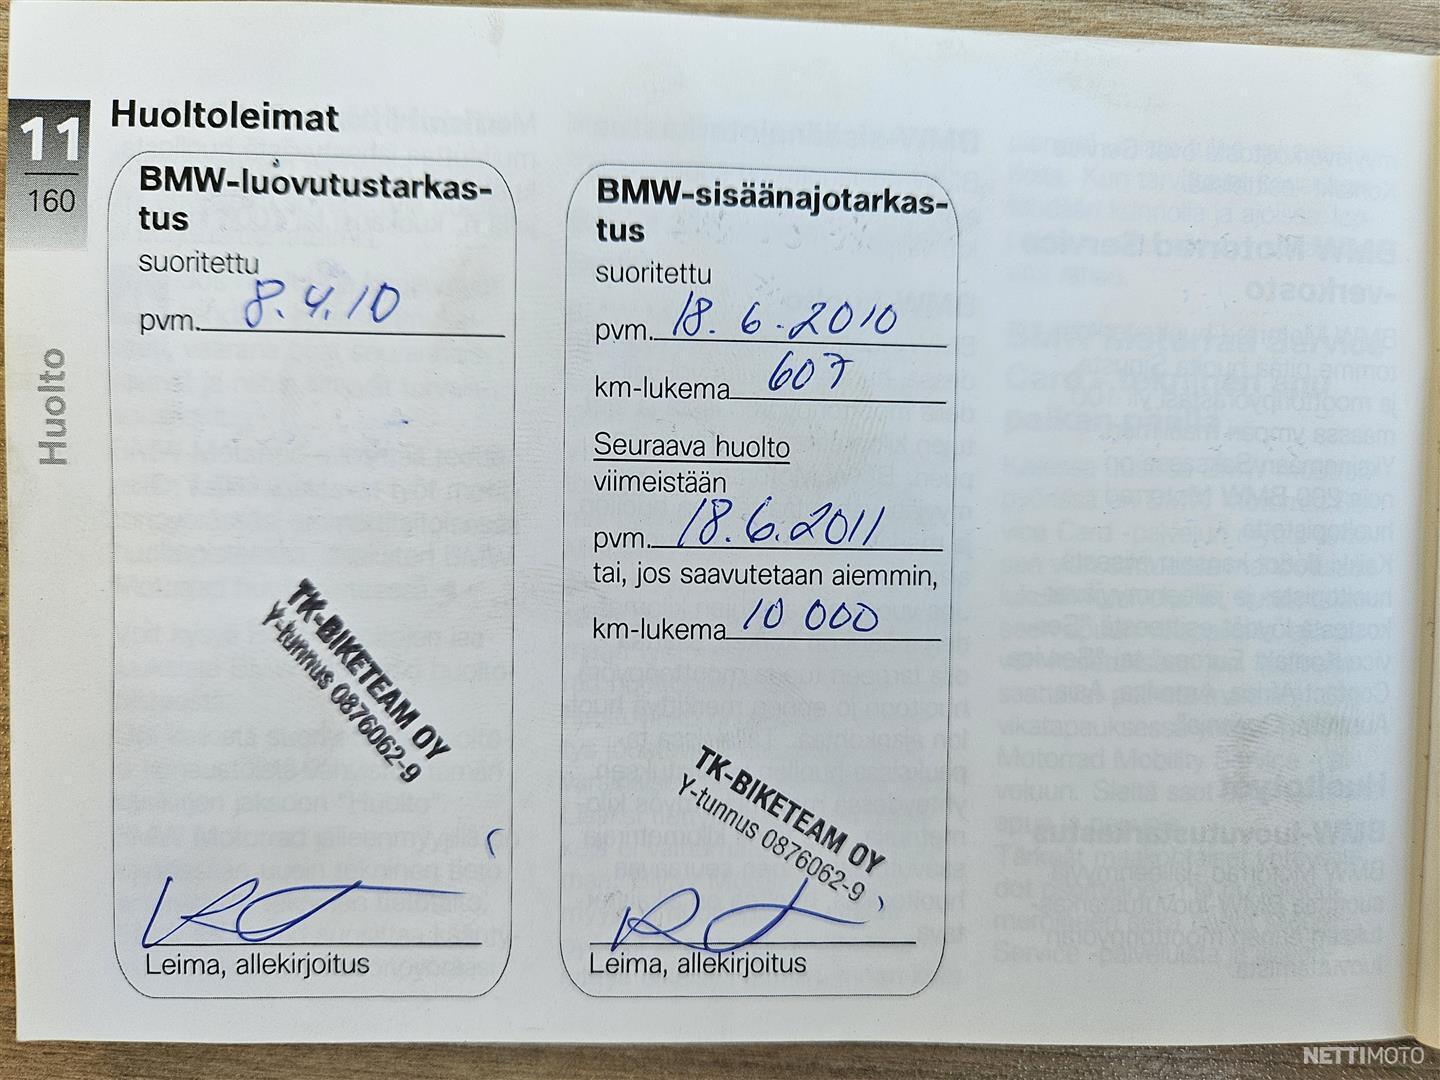 11
160
Huolto
Huoltoleimat
BMW-luovutustarkas-
tus
suoritettu
pvm. 8.4.10
TK-BIKETEAM OY
Y-tunnus 0876062-9
Leima, allekirjoitus
BMW-sisäänajotarkas-
tus
suoritettu
pvm. 18.6.2010
km-lukema 607
Seuraava huolto
viimeistään
pvm. 18.6.2011
tai, jos saavutetaan aiemmin,
km-lukema 10 000
TK-BIKETEAM OY
Y-tunnus 0876062-9
Leima, allekirjoitus
NETTIMOTO